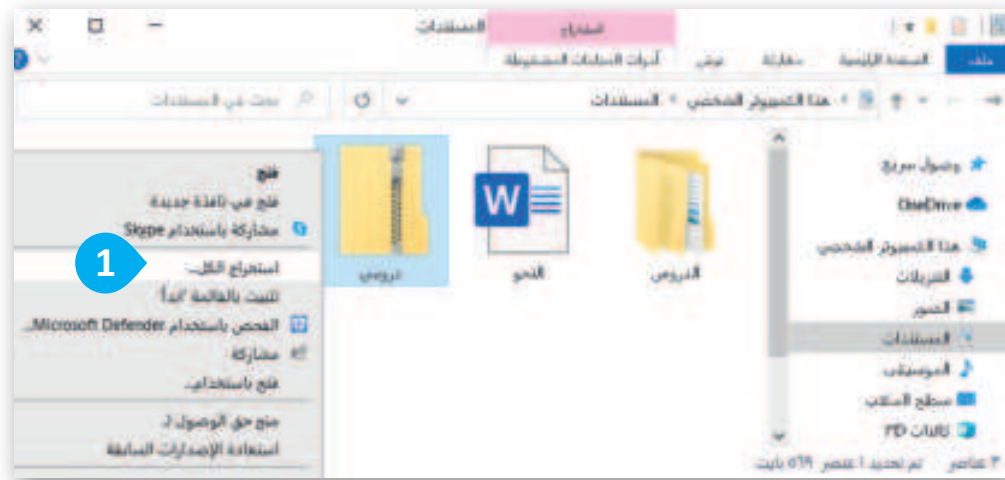 استخراج
المستندات
ملف
الصفحة الرئيسية
مشاركة
عرض
أدوات المجلدات المضغوطة
هذا الكمبيوتر الشخصي
المستندات
بحث في المستندات
وصول سريع
OneDrive
هذا الكمبيوتر الشخصي
التنزيلات
الصور
المستندات
الموسيقى
سطح المكتب
كائنات
الدروس
W
النحو
دروسي
فتح
فتح في نافذة جديدة
مشاركة باستخدام Skype
1
استخراج الكل...
تثبيت بالقائمة "ابدأ"
الفحص باستخدام Microsoft Defender...
مشاركة
فتح باستخدام...
منح حق الوصول لـ
استعادة الإصدارات السابقة
٣ عناصر
تم تحديد ١ عنصر ٥٦٩ بايت